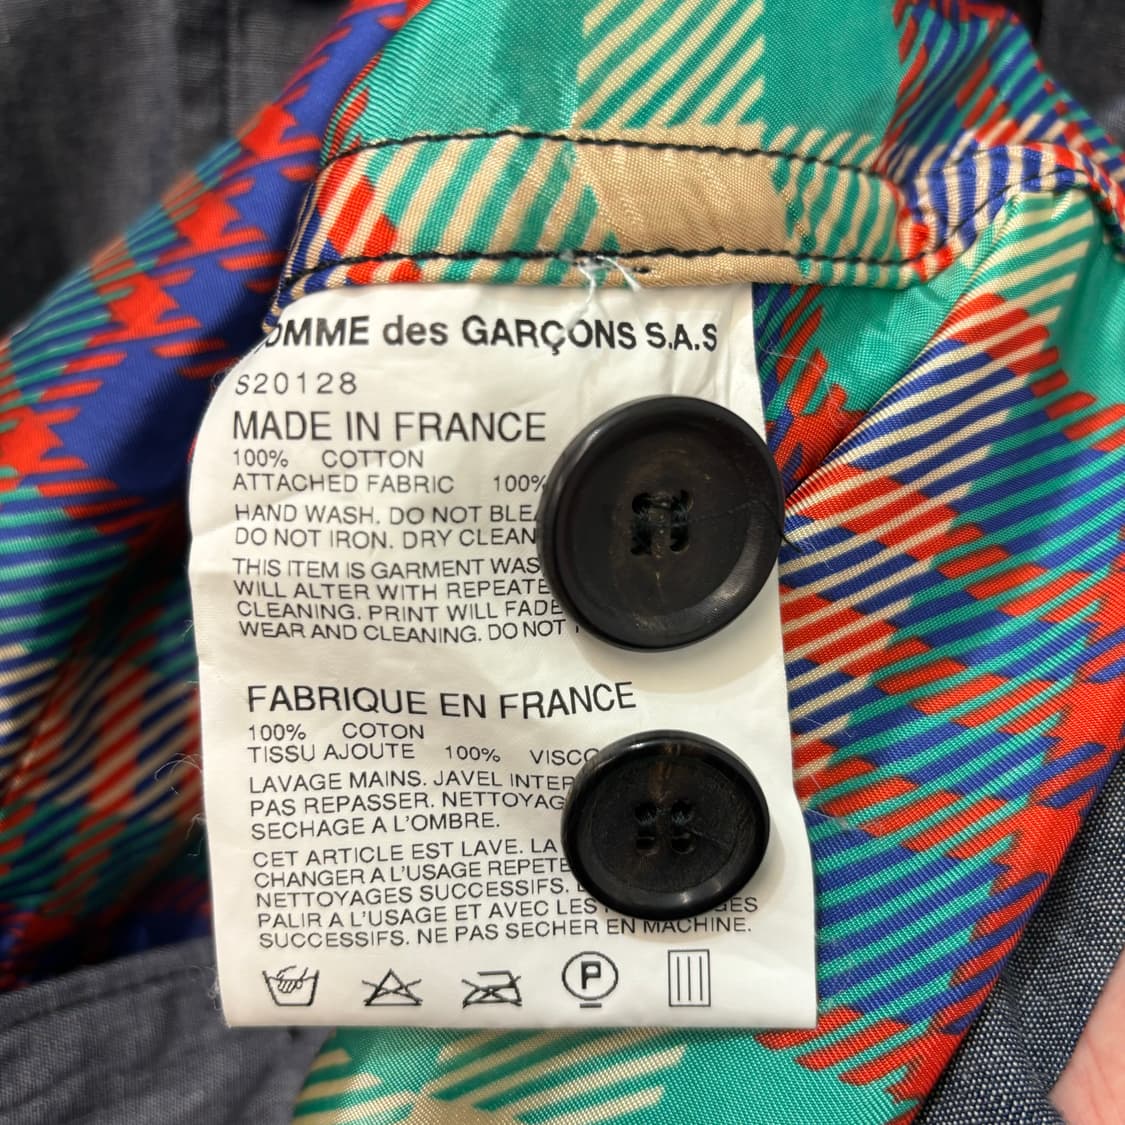 OMME des GARÇONS S.A.S
S20128
MADE IN FRANCE
100% COTTON
ATTACHED FABRIC 100%
HAND WASH. DO NOT BLEA
DO NOT IRON. DRY CLEAN
THIS ITEM IS GARMENT WAS
WILL ALTER WITH REPEATE
CLEANING. PRINT WILL FADE
WEAR AND CLEANING. DO NOT
FABRIQUE EN FRANCE
100% COTON
TISSU AJOUTE 100% VISCO
LAVAGE MAINS. JAVEL INTER
PAS REPASSER. NETTOYAG
SECHAGE A L'OMBRE.
CET ARTICLE EST LAVE. LA
CHANGER A L'USAGE REPETE
NETTOYAGES SUCCESSIFS.
PALIR A L'USAGE ET AVEC LES GES
SUCCESSIFS. NE PAS SECHER EN MACHINE.
P